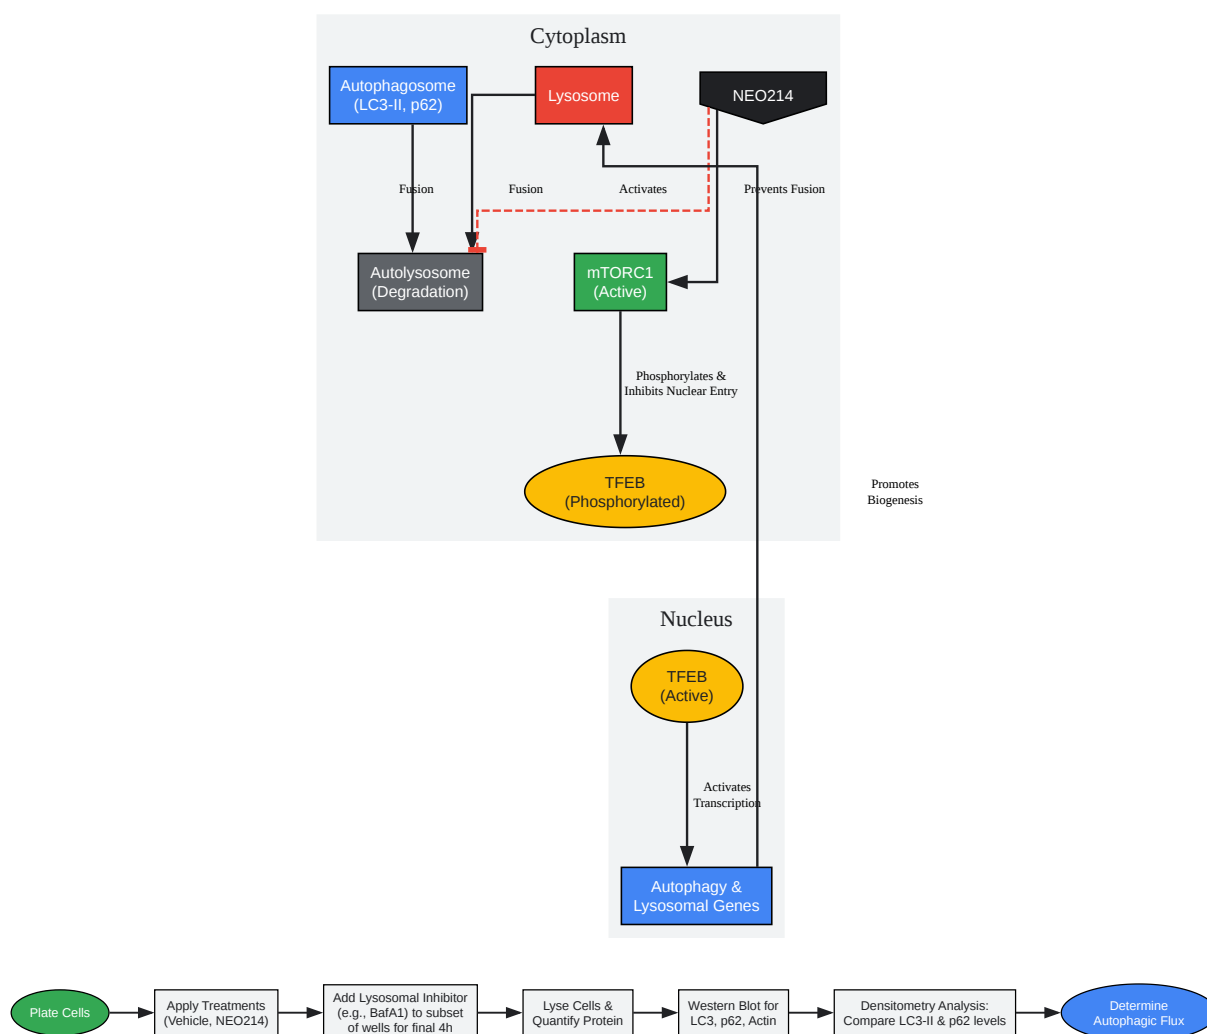 Cytoplasm
Autophagosome
(LC3-II, p62)
Lysosome
NEO214
Fusion
Fusion
Activates
Prevents Fusion
Autolysosome
(Degradation)
mTORC1
(Active)
Phosphorylates &
Inhibits Nuclear Entry
TFEB
(Phosphorylated)
Promotes
Biogenesis
Nucleus
TFEB
(Active)
Activates
Transcription
Autophagy &
Lysosomal Genes
Plate Cells
Apply Treatments
(Vehicle, NEO214)
Add Lysosomal Inhibitor
(e.g., BafA1) to subset
of wells for final 4h
Lyse Cells &
Quantify Protein
Western Blot for
LC3, p62, Actin
Densitometry Analysis:
Compare LC3-II & p62 levels
Determine
Autophagic Flux